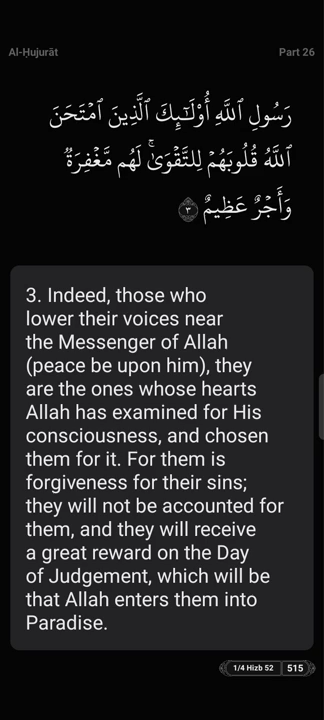 Al-Ḥujurāt
Part 26
رَسُولِ ٱللَّهِ أُوْلَـٰٓئِكَ ٱلَّذِينَ ٱمْتَحَنَ
ٱللَّهُ قُلُوبَهُمْ لِلتَّقْوَىٰۚ لَهُم مَّغْفِرَةٌ
وَأَجْرٌ عَظِيمٌ ٣
3. Indeed, those who
lower their voices near
the Messenger of Allah
(peace be upon him), they
are the ones whose hearts
Allah has examined for His
consciousness, and chosen
them for it. For them is
forgiveness for their sins;
they will not be accounted for
them, and they will receive
a great reward on the Day
of Judgement, which will be
that Allah enters them into
Paradise.
1/4 Hizb 52
515